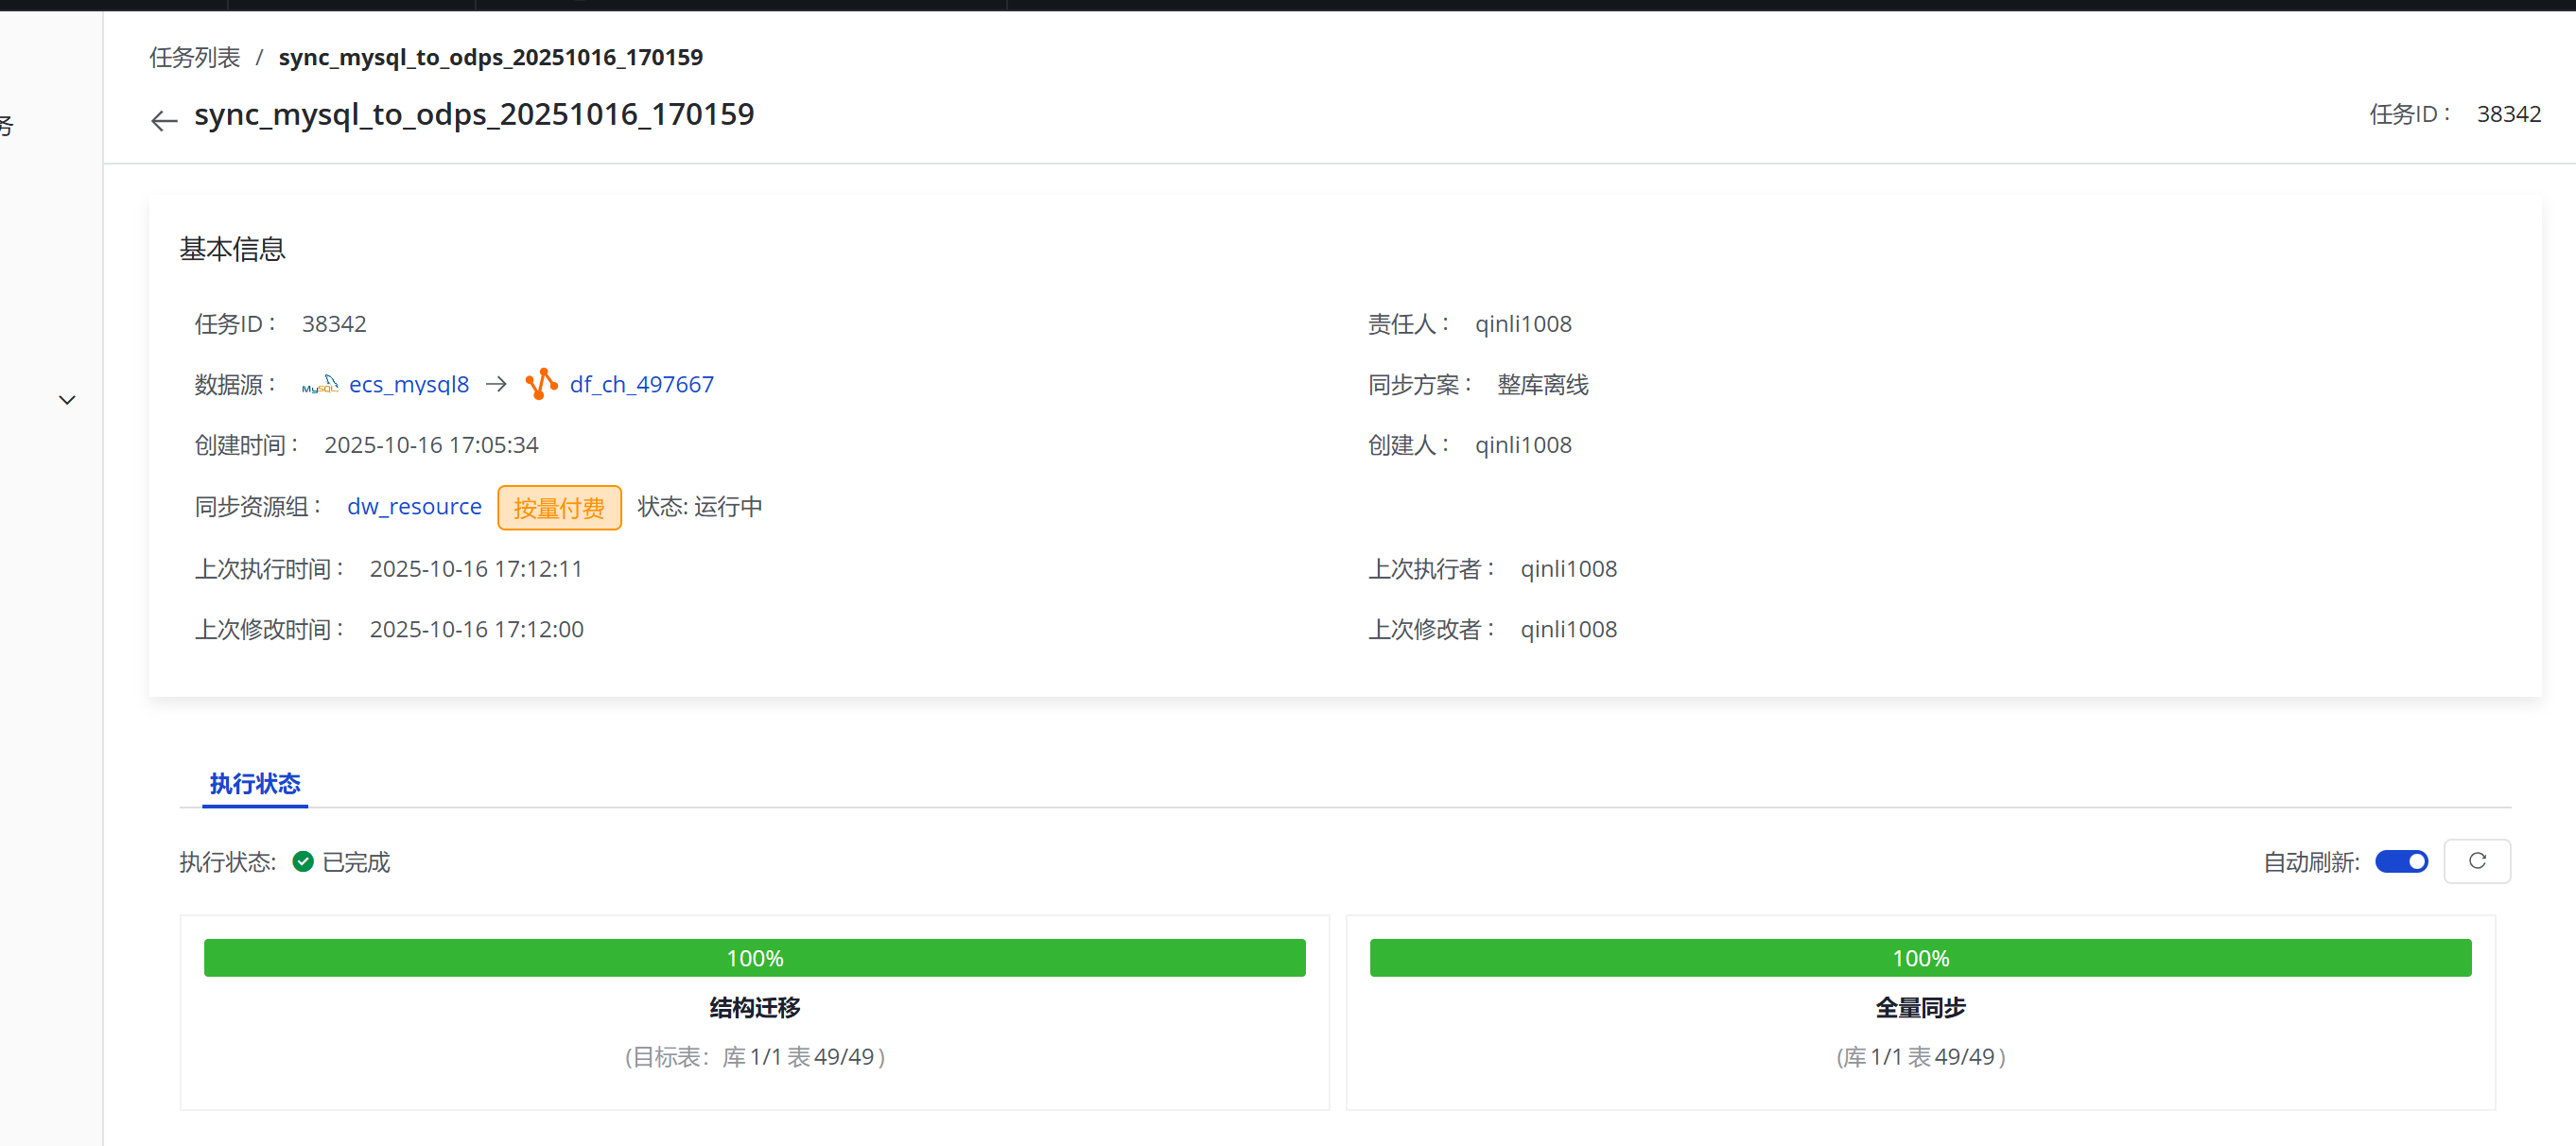 任务列表 / sync_mysql_to_odps_20251016_170159
务
sync_mysql_to_odps_20251016_170159 任务ID： 38342
基本信息
任务ID： 38342 责任人： qinli1008
数据源： MySQL ecs_mysql8 → df_ch_497667 同步方案： 整库离线
创建时间： 2025-10-16 17:05:34 创建人： qinli1008
同步资源组： dw_resource 按量付费 状态: 运行中
上次执行时间： 2025-10-16 17:12:11 上次执行者： qinli1008
上次修改时间： 2025-10-16 17:12:00 上次修改者： qinli1008
执行状态
执行状态: 已完成 自动刷新:
100% 100%
结构迁移 全量同步
(目标表：库 1/1 表 49/49 ) (库 1/1 表 49/49 )